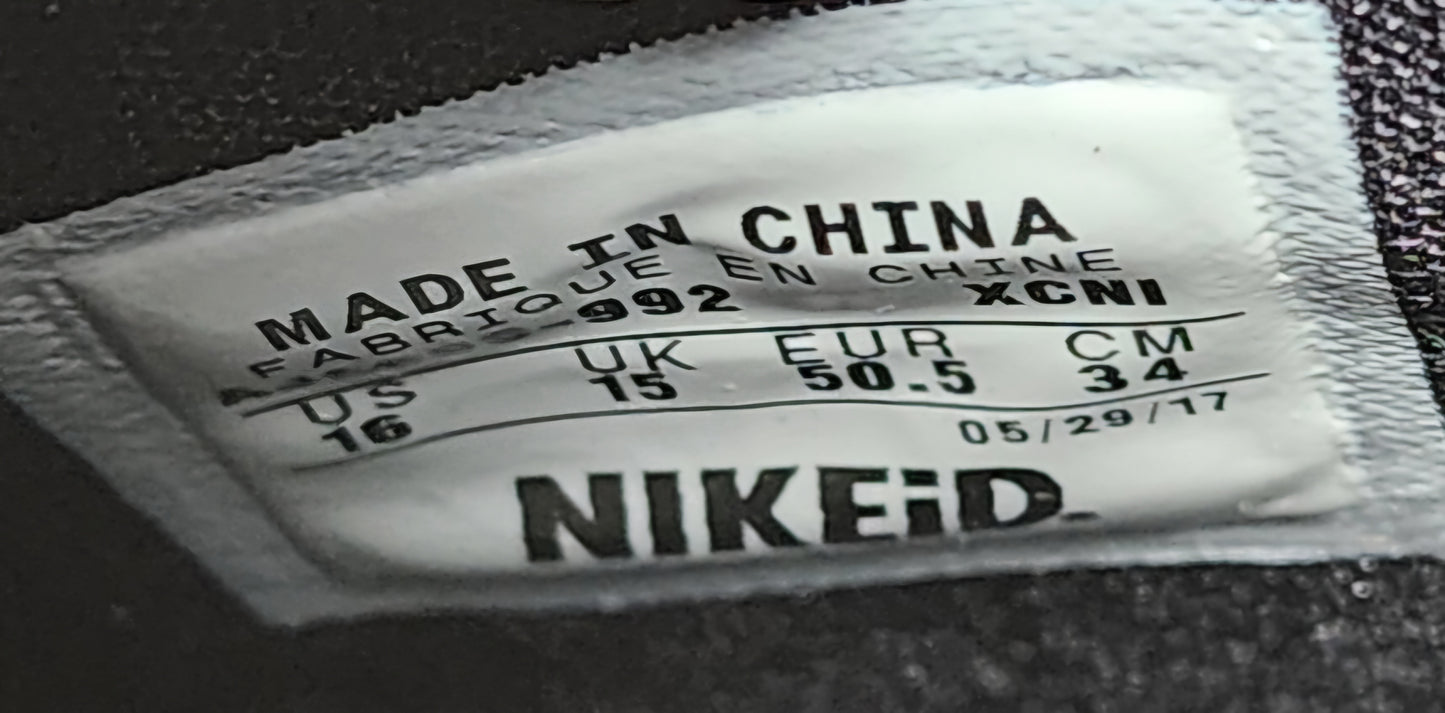 MADE IN CHINA
FABRIQUE EN CHINE
992 XCNI
US UK EUR CM
16 15 50.5 34
05/29/17
NIKEiD.